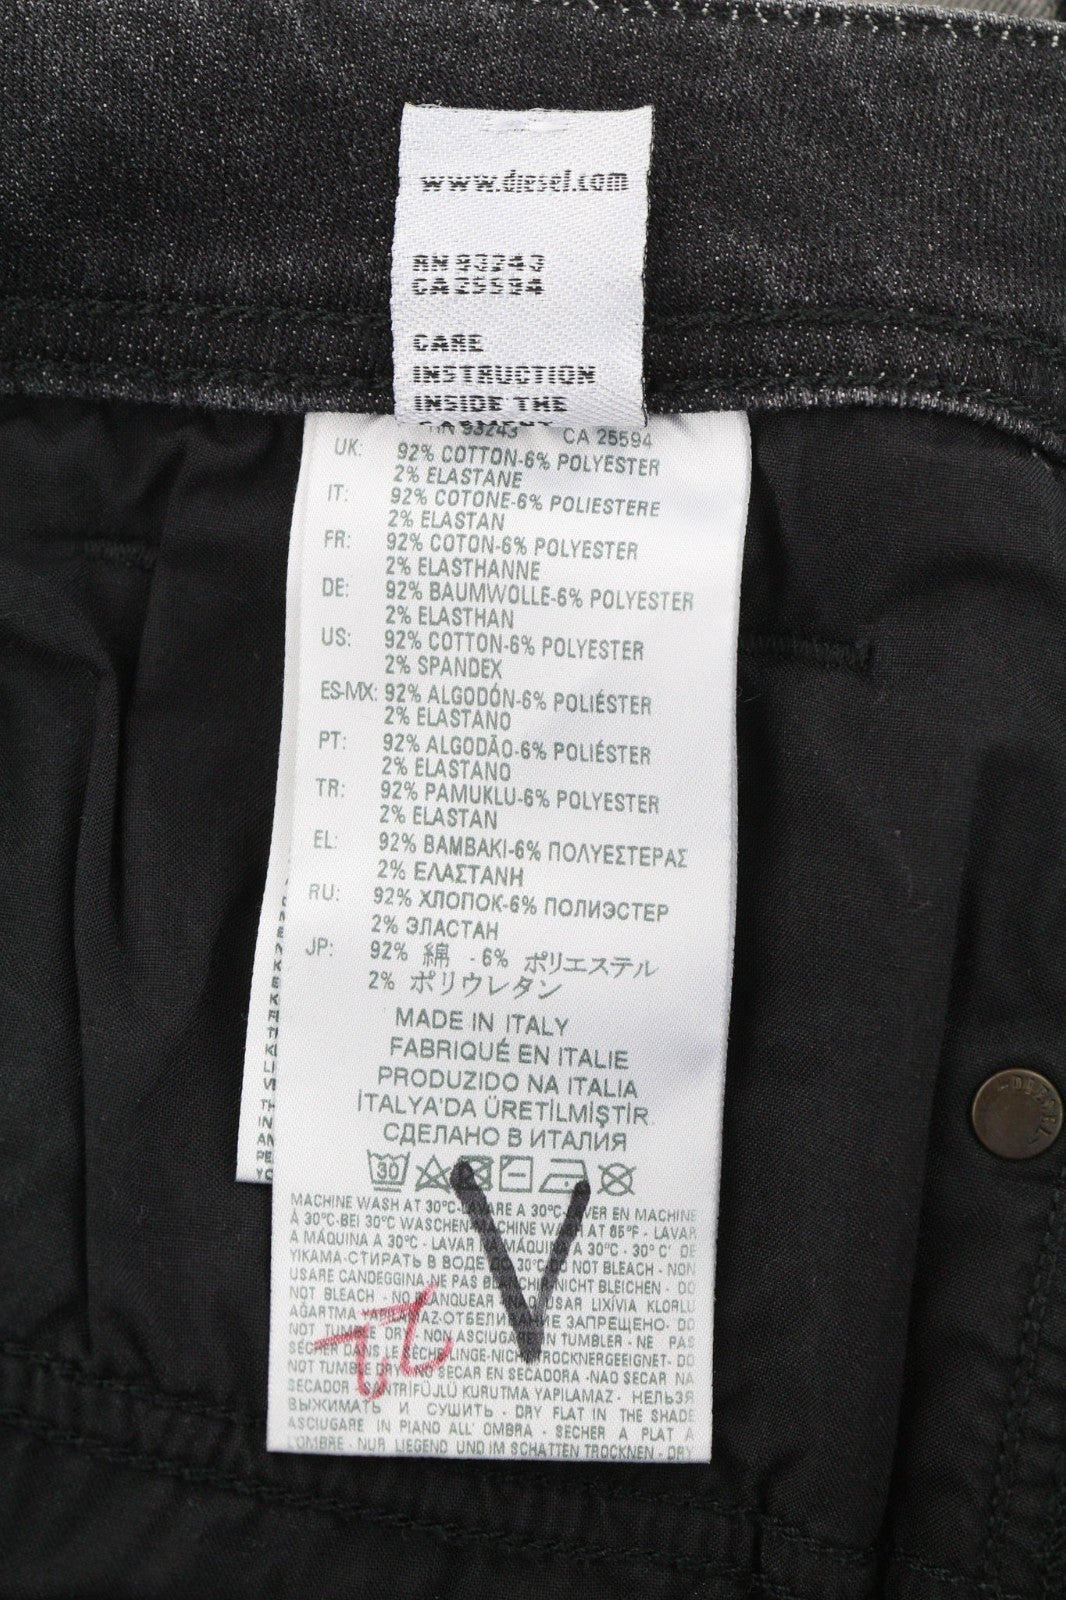 www.diesel.com
RN 93243
CA 25594
CARE
INSTRUCTION
INSIDE THE
GARMENT
RN 93243 CA 25594
UK: 92% COTTON-6% POLYESTER
2% ELASTANE
IT: 92% COTONE-6% POLIESTERE
2% ELASTAN
FR: 92% COTON-6% POLYESTER
2% ELASTHANNE
DE: 92% BAUMWOLLE-6% POLYESTER
2% ELASTHAN
US: 92% COTTON-6% POLYESTER
2% SPANDEX
ES-MX: 92% ALGODÓN-6% POLIÉSTER
2% ELASTANO
PT: 92% ALGODÃO-6% POLIÉSTER
2% ELASTANO
TR: 92% PAMUKLU-6% POLYESTER
2% ELASTAN
EL: 92% BAMBAKI-6% ΠΟΛΥΕΣΤΕΡΑΣ
2% ΕΛΑΣΤΑΝΗ
RU: 92% ХЛОПОК-6% ПОЛИЭСТЕР
2% ЭЛАСТАН
JP: 92% 綿 - 6% ポリエステル
2% ポリウレタン
MADE IN ITALY
FABRIQUÉ EN ITALIE
PRODUZIDO NA ITALIA
İTALYA'DA ÜRETİLMİŞTİR
СДЕЛАНО В ИТАЛИЯ
30
MACHINE WASH AT 30°C-LAVARE A 30°C-LAVER EN MACHINE
À 30°C-BEI 30°C WASCHEN-MACHINE WASH AT 85°F - LAVAR
A MÁQUINA A 30°C - LAVAR A MÁQUINA A 30°C - 30° C' DE
YIKAMA-СТИРАТЬ В ВОДЕ ДО 30°C-DO NOT BLEACH - NON
USARE CANDEGGINA-NE PAS BLANCHIR-NICHT BLEICHEN - DO
NOT BLEACH - NO BLANQUEAR - NÃO USAR LIXÍVIA KLORLU
AĞARTMA YAPILAMAZ-ОТБЕЛИВАНИЕ ЗАПРЕЩЕНО- DO
NOT TUMBLE DRY - NON ASCIUGARE IN TUMBLER - NE PAS
SÉCHER DANS LE SÈCHE-LINGE-NICHT TROCKNERGEEIGNET- DO
NOT TUMBLE DRY - NO SECAR EN SECADORA -NAO SECAR NA
SECADOR - SANTRİFÜJLÜ KURUTMA YAPILAMAZ - НЕЛЬЗЯ
ВЫЖИМАТЬ И СУШИТЬ - DRY FLAT IN THE SHADE
ASCIUGARE IN PIANO ALL' OMBRA - SÉCHER A PLAT A
L'OMBRE - NUR LIEGEND UND IM SCHATTEN TROCKNEN - DRY
V
DIESEL